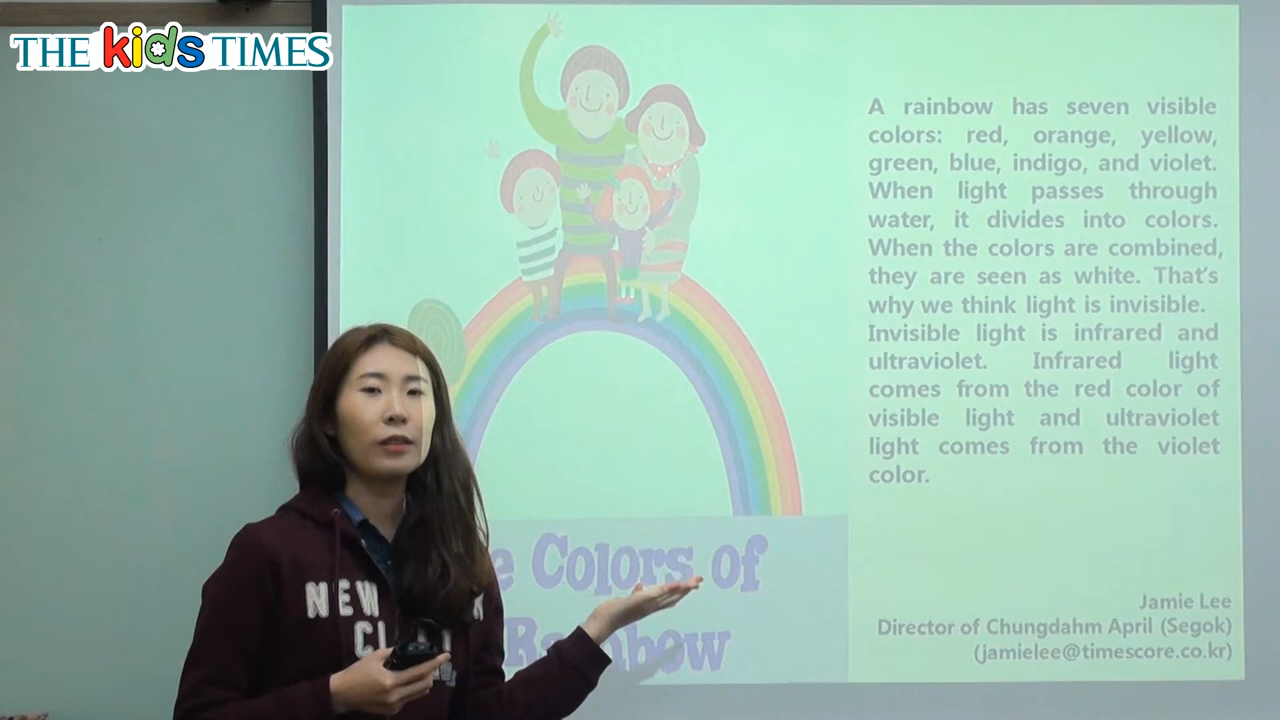 THE kids TIMES
A rainbow has seven visible
colors: red, orange, yellow,
green, blue, indigo, and violet.
When light passes through
water, it divides into colors.
When the colors are combined,
they are seen as white. That's
why we think light is invisible.
Invisible light is infrared and
ultraviolet. Infrared light
comes from the red color of
visible light and ultraviolet
light comes from the violet
color.
Colors of
Rainbow
Jamie Lee
Director of Chungdahm April (Segok)
(jamielee@timescore.co.kr)
NEW